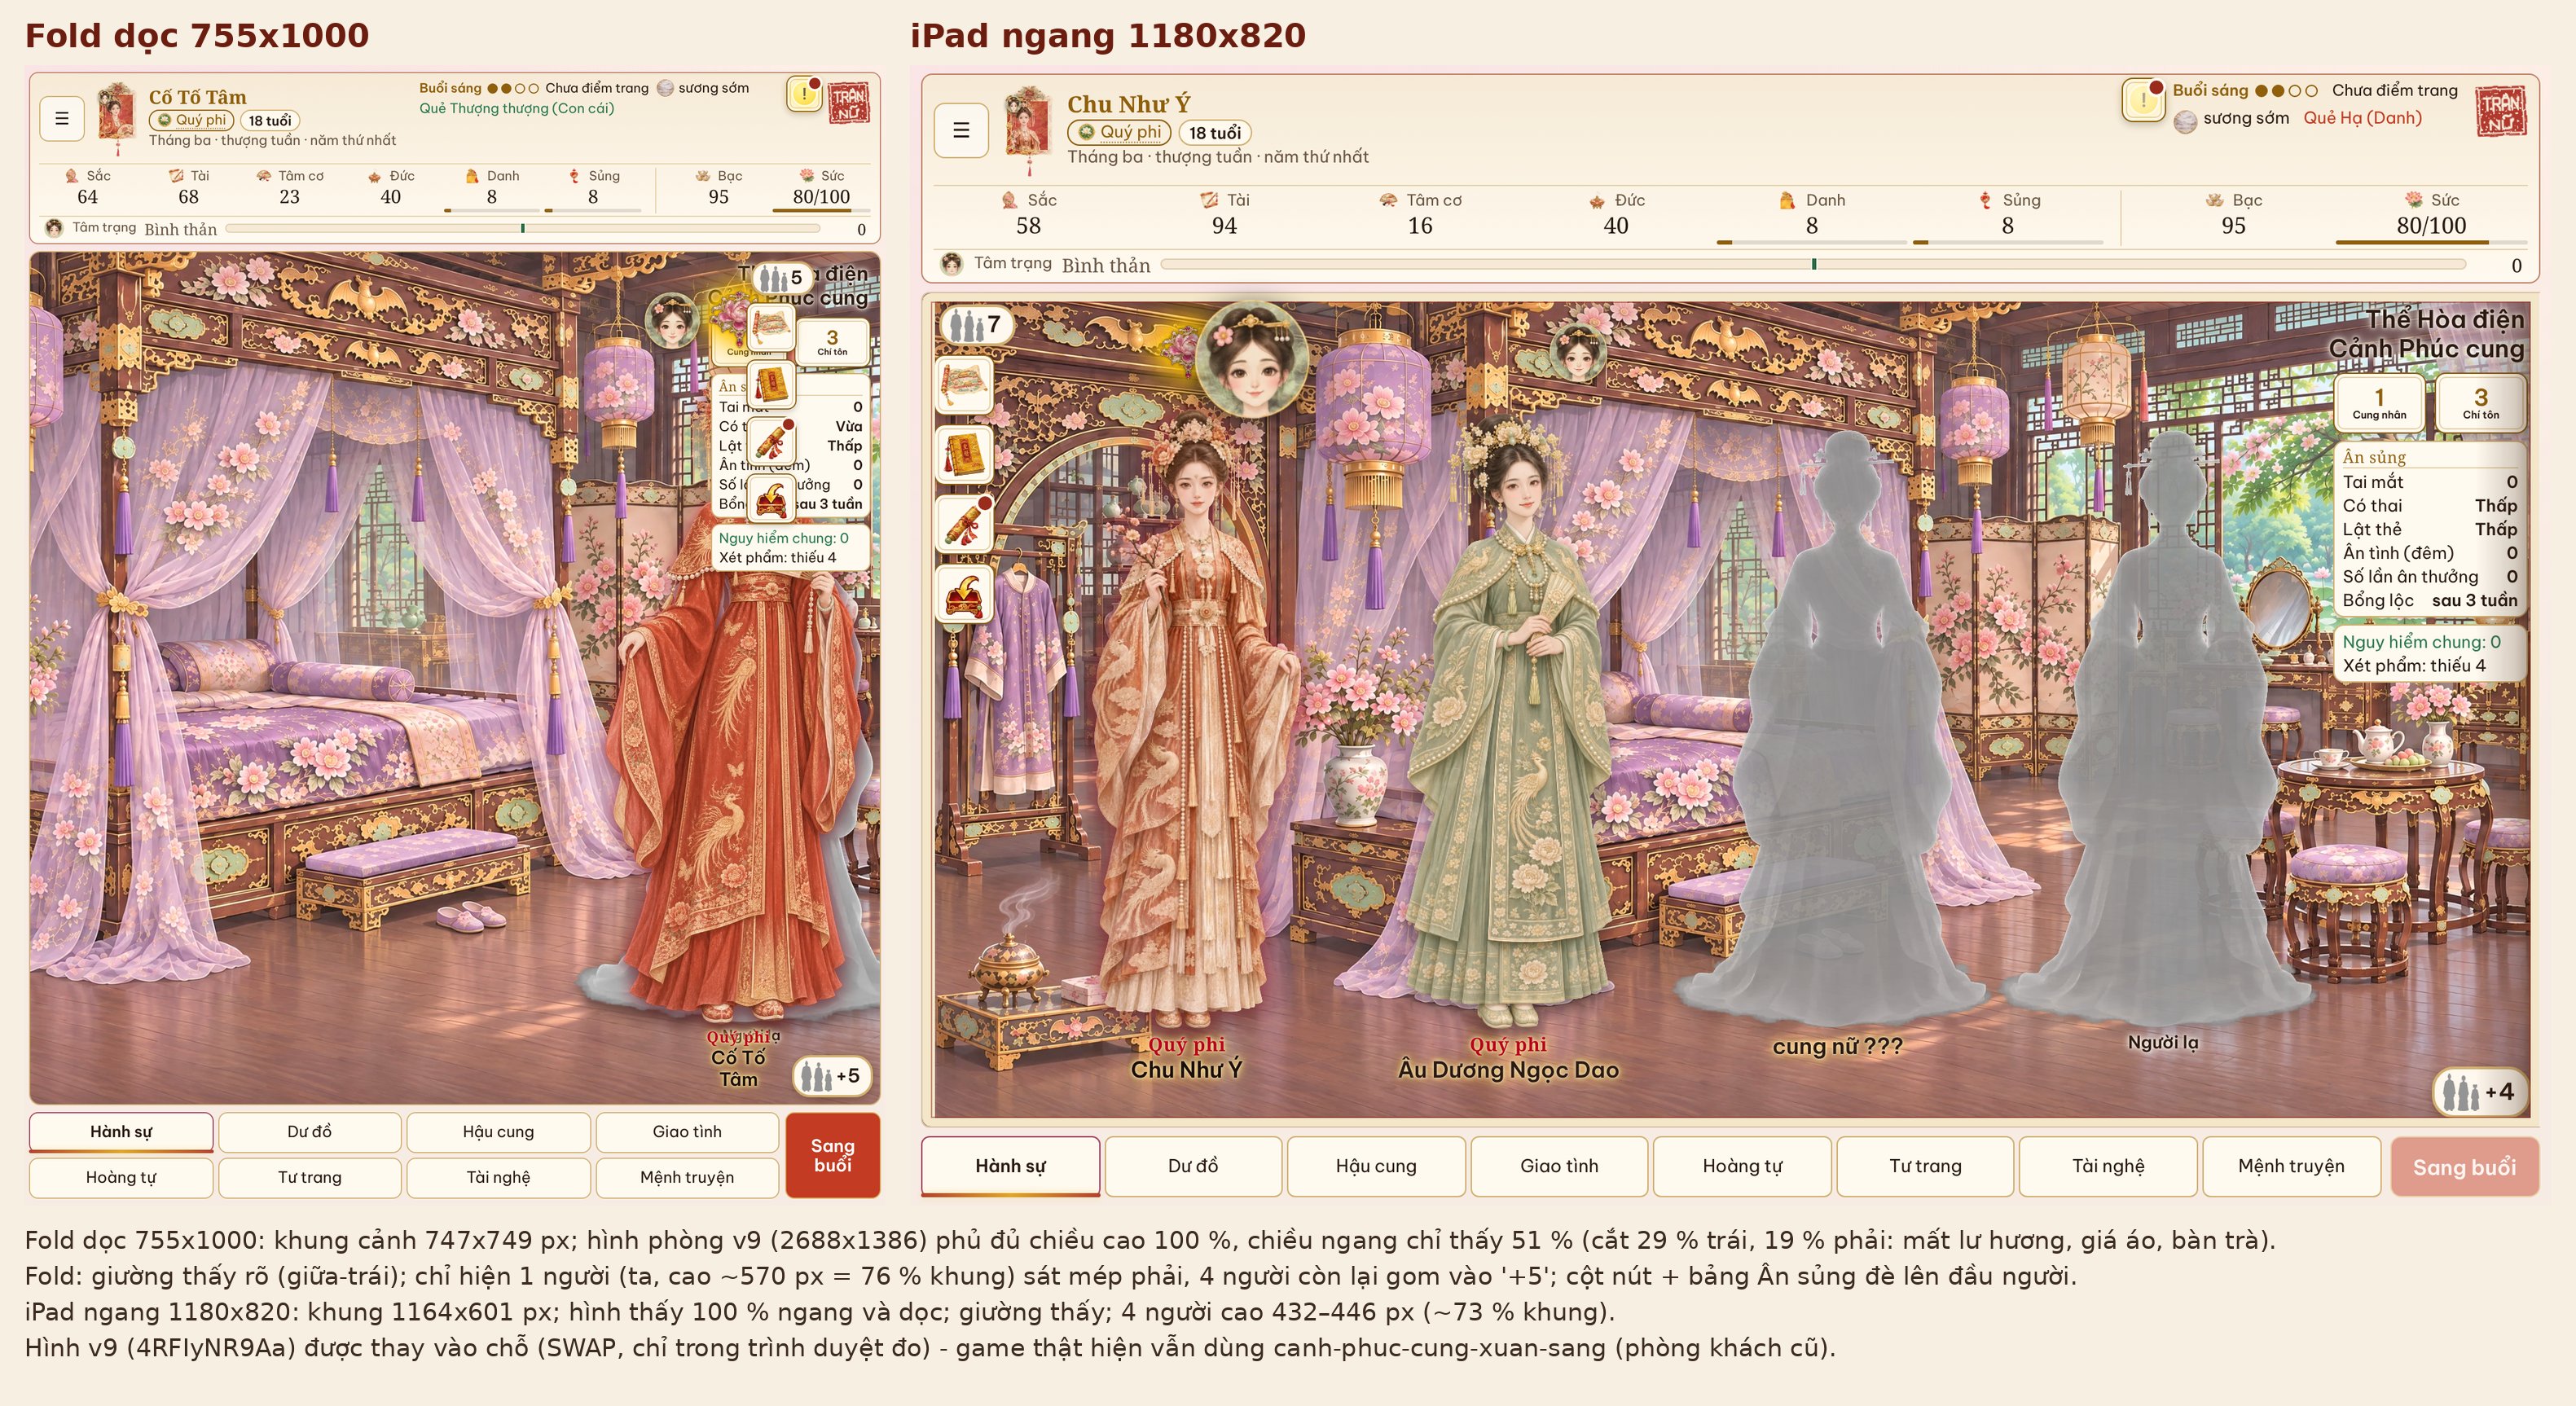 Fold dọc 755x1000
Cố Tố Tâm
Quý phi
18 tuổi
Tháng ba · thượng tuần · năm thứ nhất
Buổi sáng
Chưa điểm trang
sương sớm
Quẻ Thượng thượng (Con cái)
!
TRÂN NỮ
Sắc
64
Tài
68
Tâm cơ
23
Đức
40
Danh
8
Sủng
8
Bạc
95
Sức
80/100
Tâm trạng
Bình thản
0
5
điện
cung
3
Chí tôn
0
Vừa
Thấp
0
0
sau 3 tuần
Nguy hiểm chung: 0
Xét phẩm: thiếu 4
Quý phi
Cố Tố
Tâm
+5
Hành sự
Dư đồ
Hậu cung
Giao tình
Hoàng tự
Tư trang
Tài nghệ
Mệnh truyện
Sang
buổi
iPad ngang 1180x820
Chu Như Ý
Quý phi
18 tuổi
Tháng ba · thượng tuần · năm thứ nhất
!
Buổi sáng
Chưa điểm trang
sương sớm
Quẻ Hạ (Danh)
TRÂN NỮ
Sắc
58
Tài
94
Tâm cơ
16
Đức
40
Danh
8
Sủng
8
Bạc
95
Sức
80/100
Tâm trạng
Bình thản
0
7
Thể Hòa điện
Cảnh Phúc cung
1
Cung nhân
3
Chí tôn
Ân sủng
Tai mắt 0
Có thai Thấp
Lật thẻ Thấp
Ân tình (đêm) 0
Số lần ân thưởng 0
Bổng lộc sau 3 tuần
Nguy hiểm chung: 0
Xét phẩm: thiếu 4
Quý phi
Chu Như Ý
Quý phi
Âu Dương Ngọc Dao
cung nữ ???
Người lạ
+4
Hành sự
Dư đồ
Hậu cung
Giao tình
Hoàng tự
Tư trang
Tài nghệ
Mệnh truyện
Sang buổi
Fold dọc 755x1000: khung cảnh 747x749 px; hình phòng v9 (2688x1386) phủ đủ chiều cao 100 %, chiều ngang chỉ thấy 51 % (cắt 29 % trái, 19 % phải: mất lư hương, giá áo, bàn trà).
Fold: giường thấy rõ (giữa-trái); chỉ hiện 1 người (ta, cao ~570 px = 76 % khung) sát mép phải, 4 người còn lại gom vào '+5'; cột nút + bảng Ân sủng đè lên đầu người.
iPad ngang 1180x820: khung 1164x601 px; hình thấy 100 % ngang và dọc; giường thấy; 4 người cao 432–446 px (~73 % khung).
Hình v9 (4RFIyNR9Aa) được thay vào chỗ (SWAP, chỉ trong trình duyệt đo) - game thật hiện vẫn dùng canh-phuc-cung-xuan-sang (phòng khách cũ).